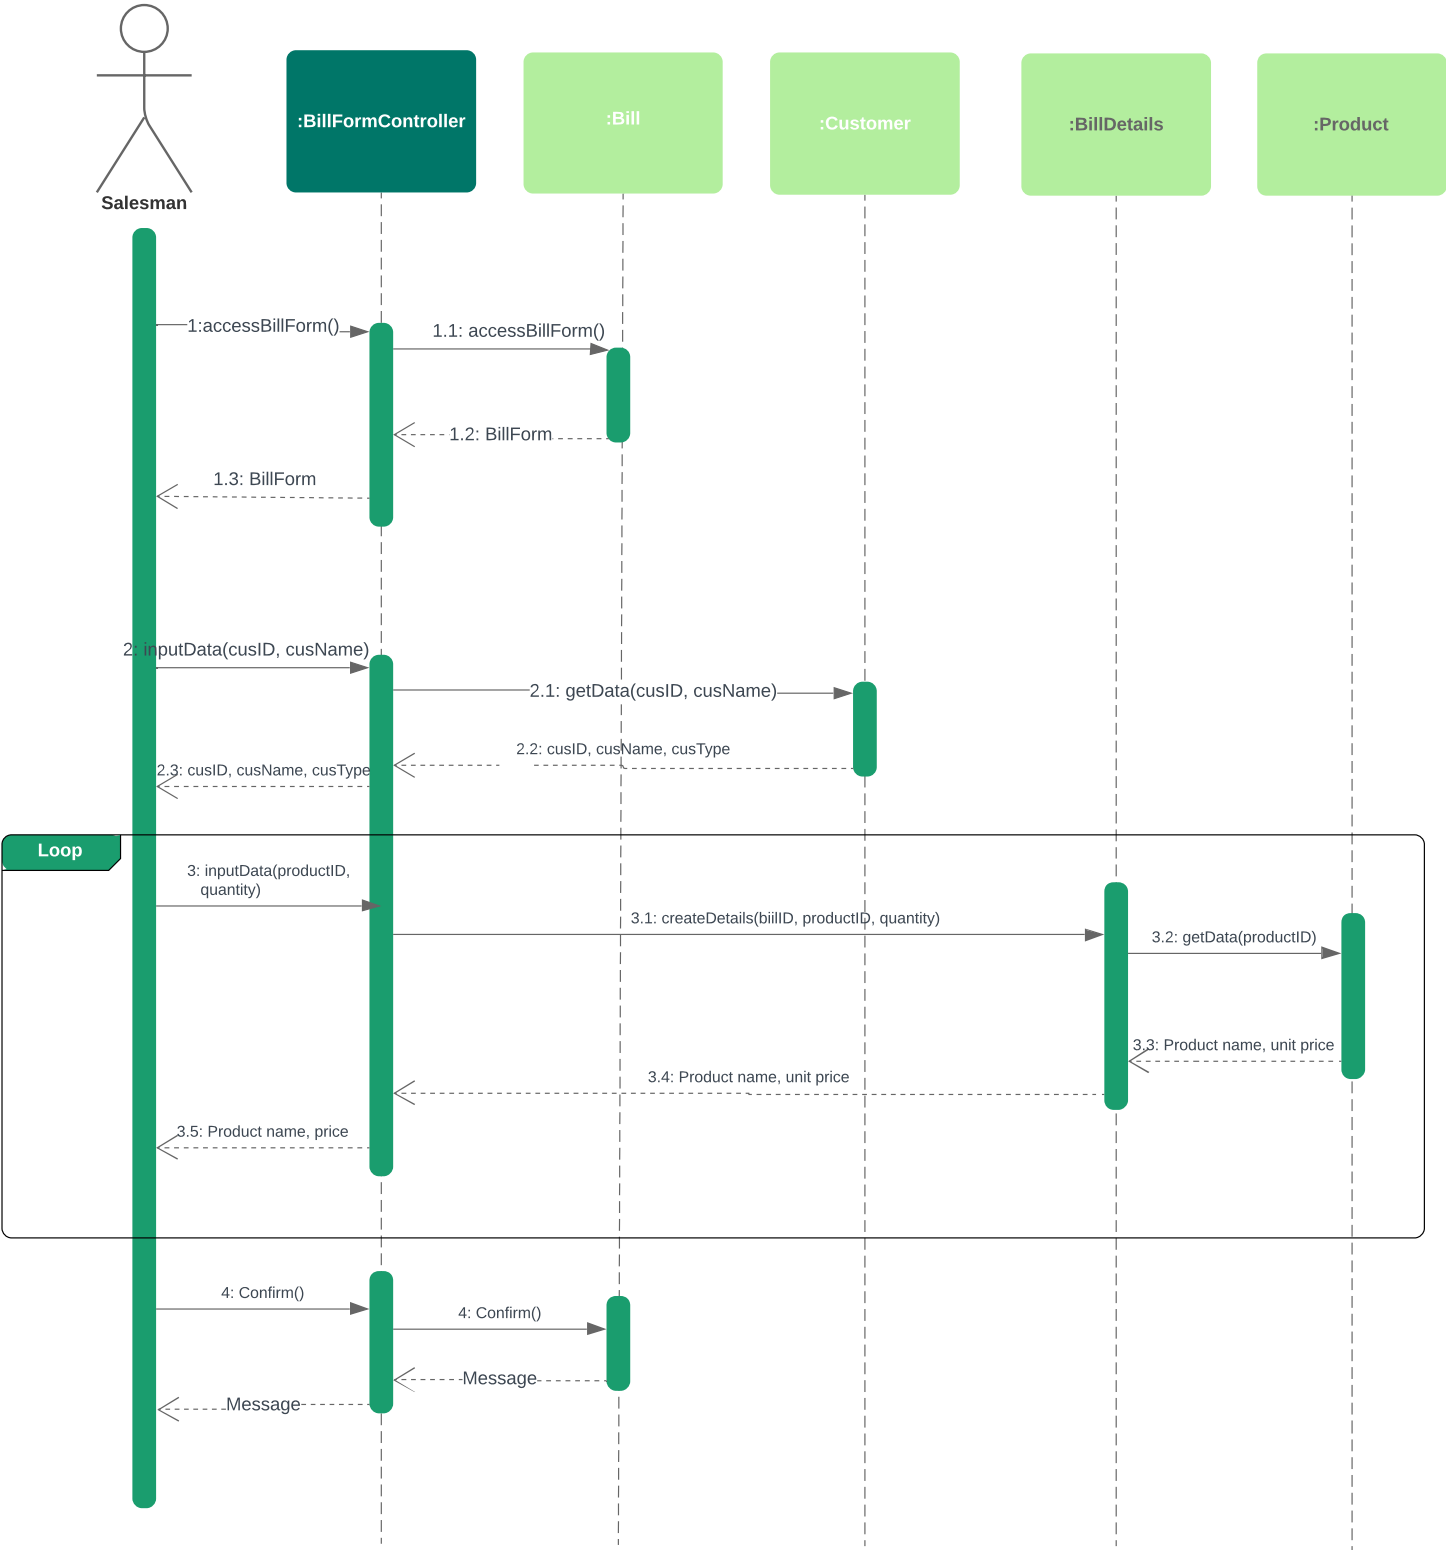 :BillFormController
:Bill
:Customer
:BillDetails
:Product
Salesman
1:accessBillForm()
1.1: accessBillForm()
1.2: BillForm
1.3: BillForm
2: inputData(cusID, cusName)
2.1: getData(cusID, cusName)
2.2: cusID, cusName, cusType
2.3: cusID, cusName, cusType
Loop
3: inputData(productID,
quantity)
3.1: createDetails(biilID, productID, quantity)
3.2: getData(productID)
3.3: Product name, unit price
3.4: Product name, unit price
3.5: Product name, price
4: Confirm()
4: Confirm()
Message
Message